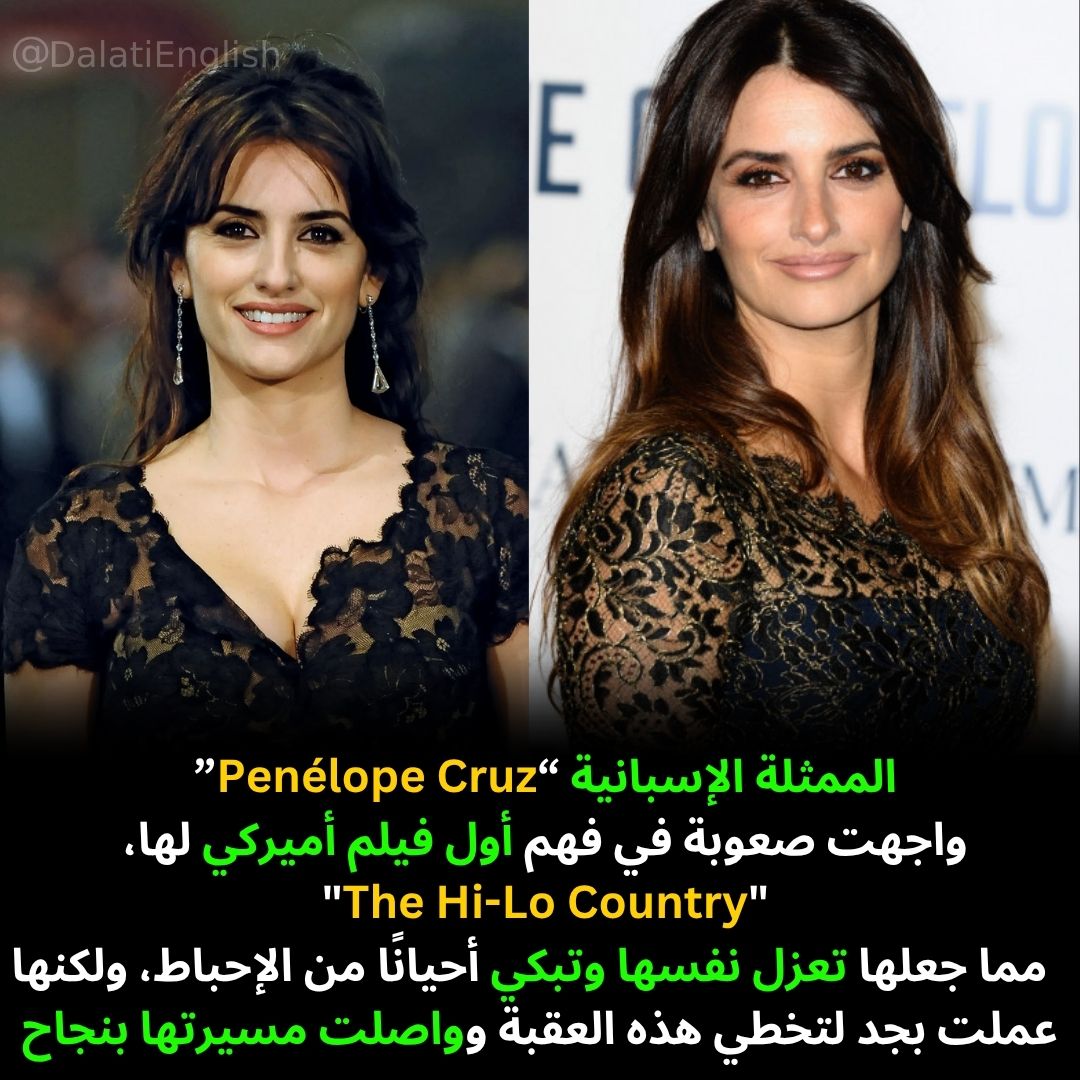 @DalatiEnglish
E
ELO
M
الممثلة الإسبانية “Penélope Cruz”
واجهت صعوبة في فهم أول فيلم أميركي لها،
"The Hi-Lo Country"
مما جعلها تعزل نفسها وتبكي أحيانًا من الإحباط، ولكنها
عملت بجد لتخطي هذه العقبة وواصلت مسيرتها بنجاح